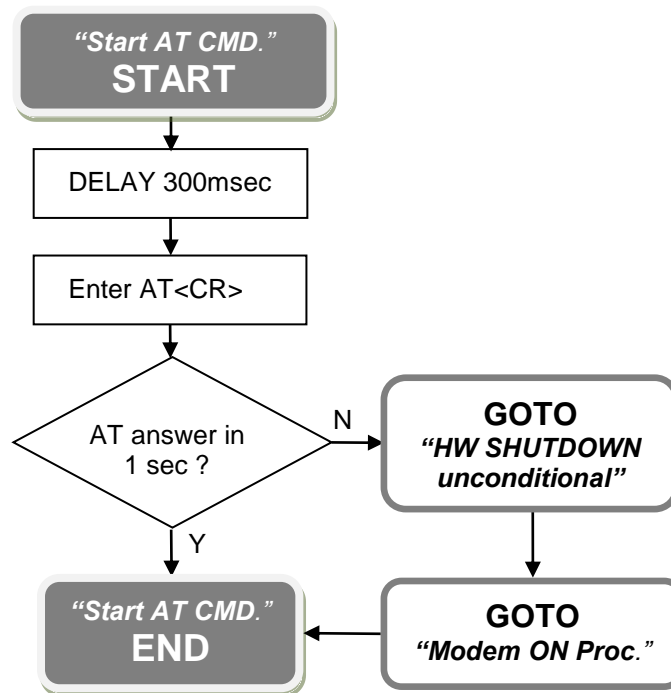 “Start AT CMD.”
START
DELAY 300msec
Enter AT<CR>
AT answer in
1 sec ?
N
GOTO
“HW SHUTDOWN
unconditional”
Y
“Start AT CMD.”
END
GOTO
“Modem ON Proc.”